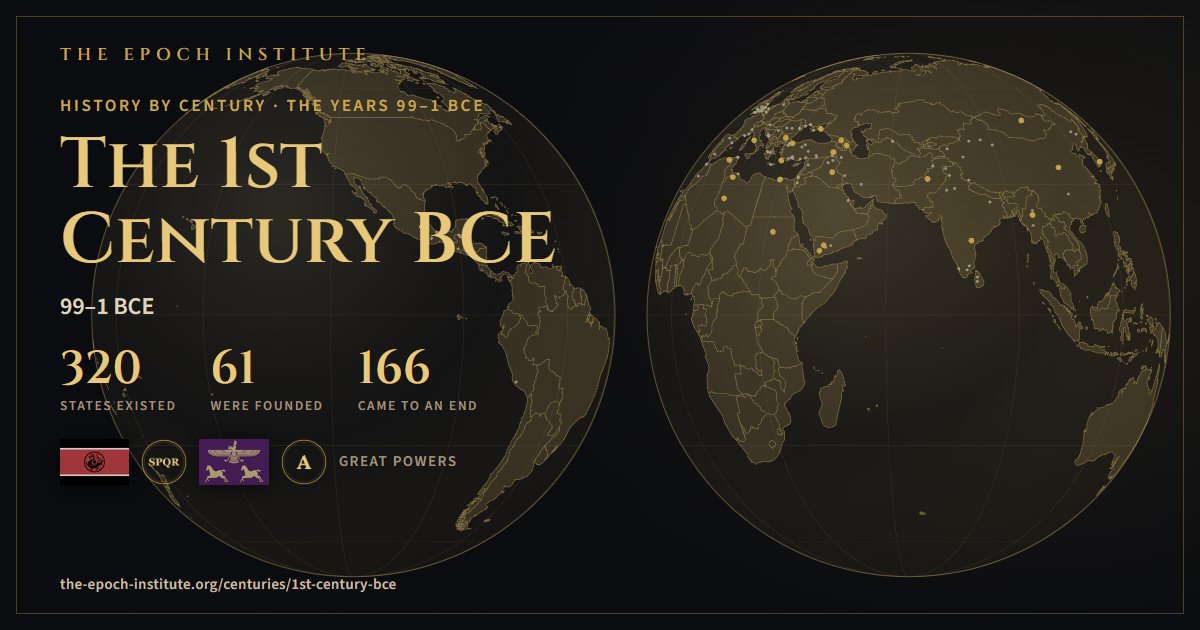 THE EPOCH INSTITUTE
HISTORY BY CENTURY · THE YEARS 99–1 BCE
THE 1ST
CENTURY BCE
99–1 BCE
320
STATES EXISTED
61
WERE FOUNDED
166
CAME TO AN END
SPQR
A
GREAT POWERS
the-epoch-institute.org/centuries/1st-century-bce